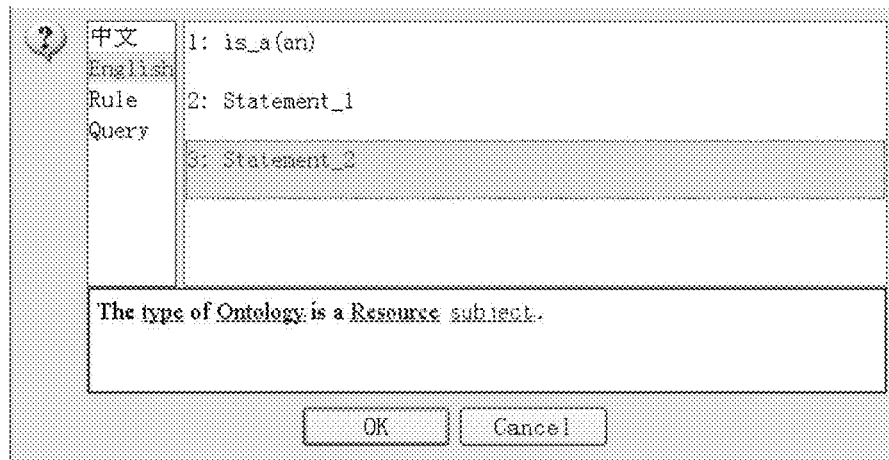 ?
中文
English
Rule
Query
1: is_a(an)
2: Statement_1
3: Statement_2
The type of Ontology is a Resource subject.
OK
Cancel